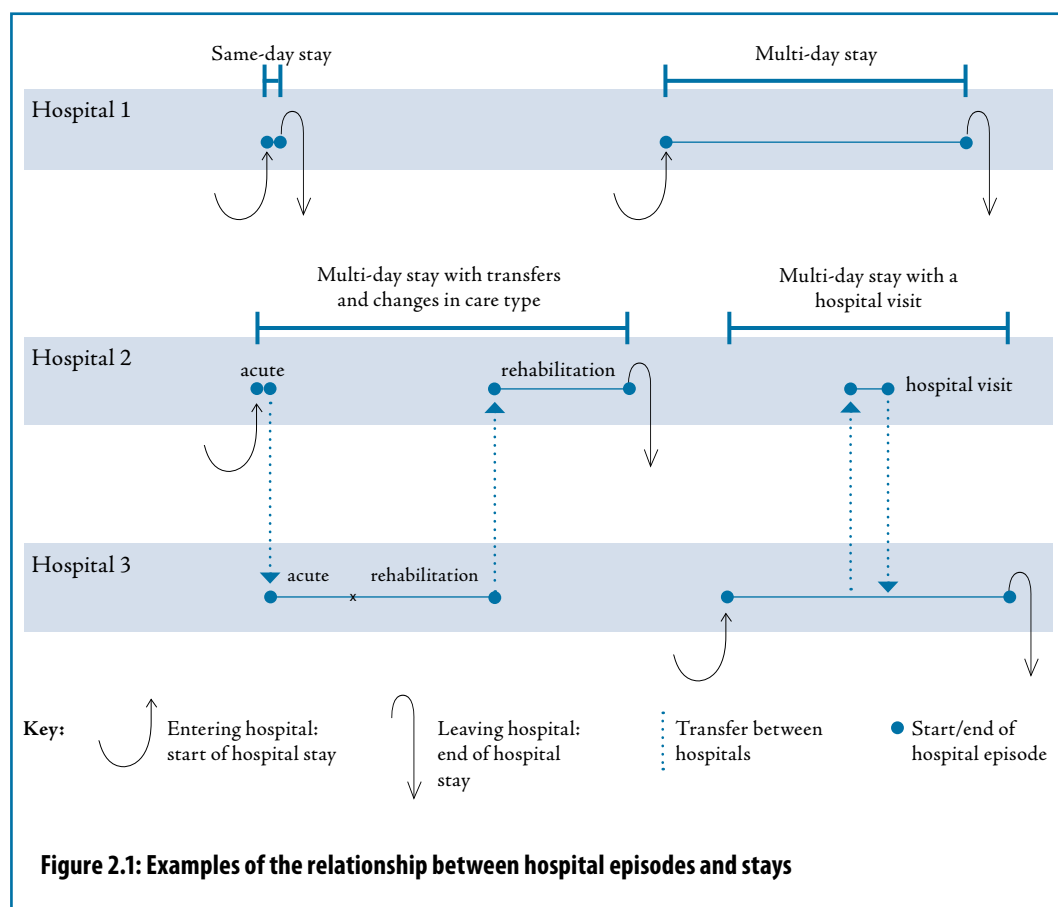 Same-day stay
Multi-day stay
Hospital 1
Multi-day stay with transfers
and changes in care type
Multi-day stay with a
hospital visit
Hospital 2
acute
rehabilitation
hospital visit
Hospital 3
acute
rehabilitation
x
Key:
Entering hospital:
start of hospital stay
Leaving hospital:
end of hospital
stay
Transfer between
hospitals
Start/end of
hospital episode
Figure 2.1: Examples of the relationship between hospital episodes and stays